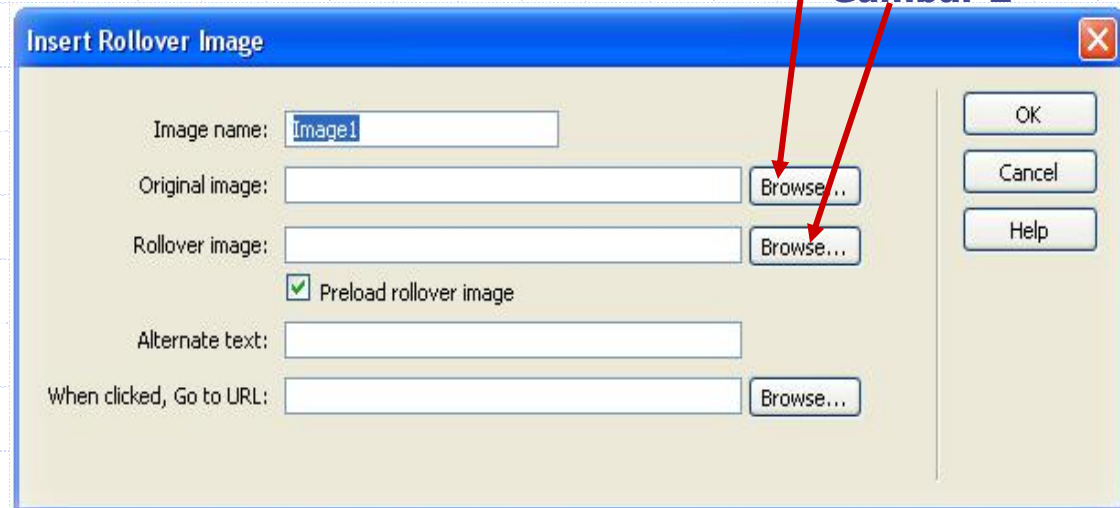 Insert Rollover Image
Image name: Image1
Original image: Browse...
Rollover image: Browse...
Preload rollover image
Alternate text:
When clicked, Go to URL: Browse...
OK
Cancel
Help